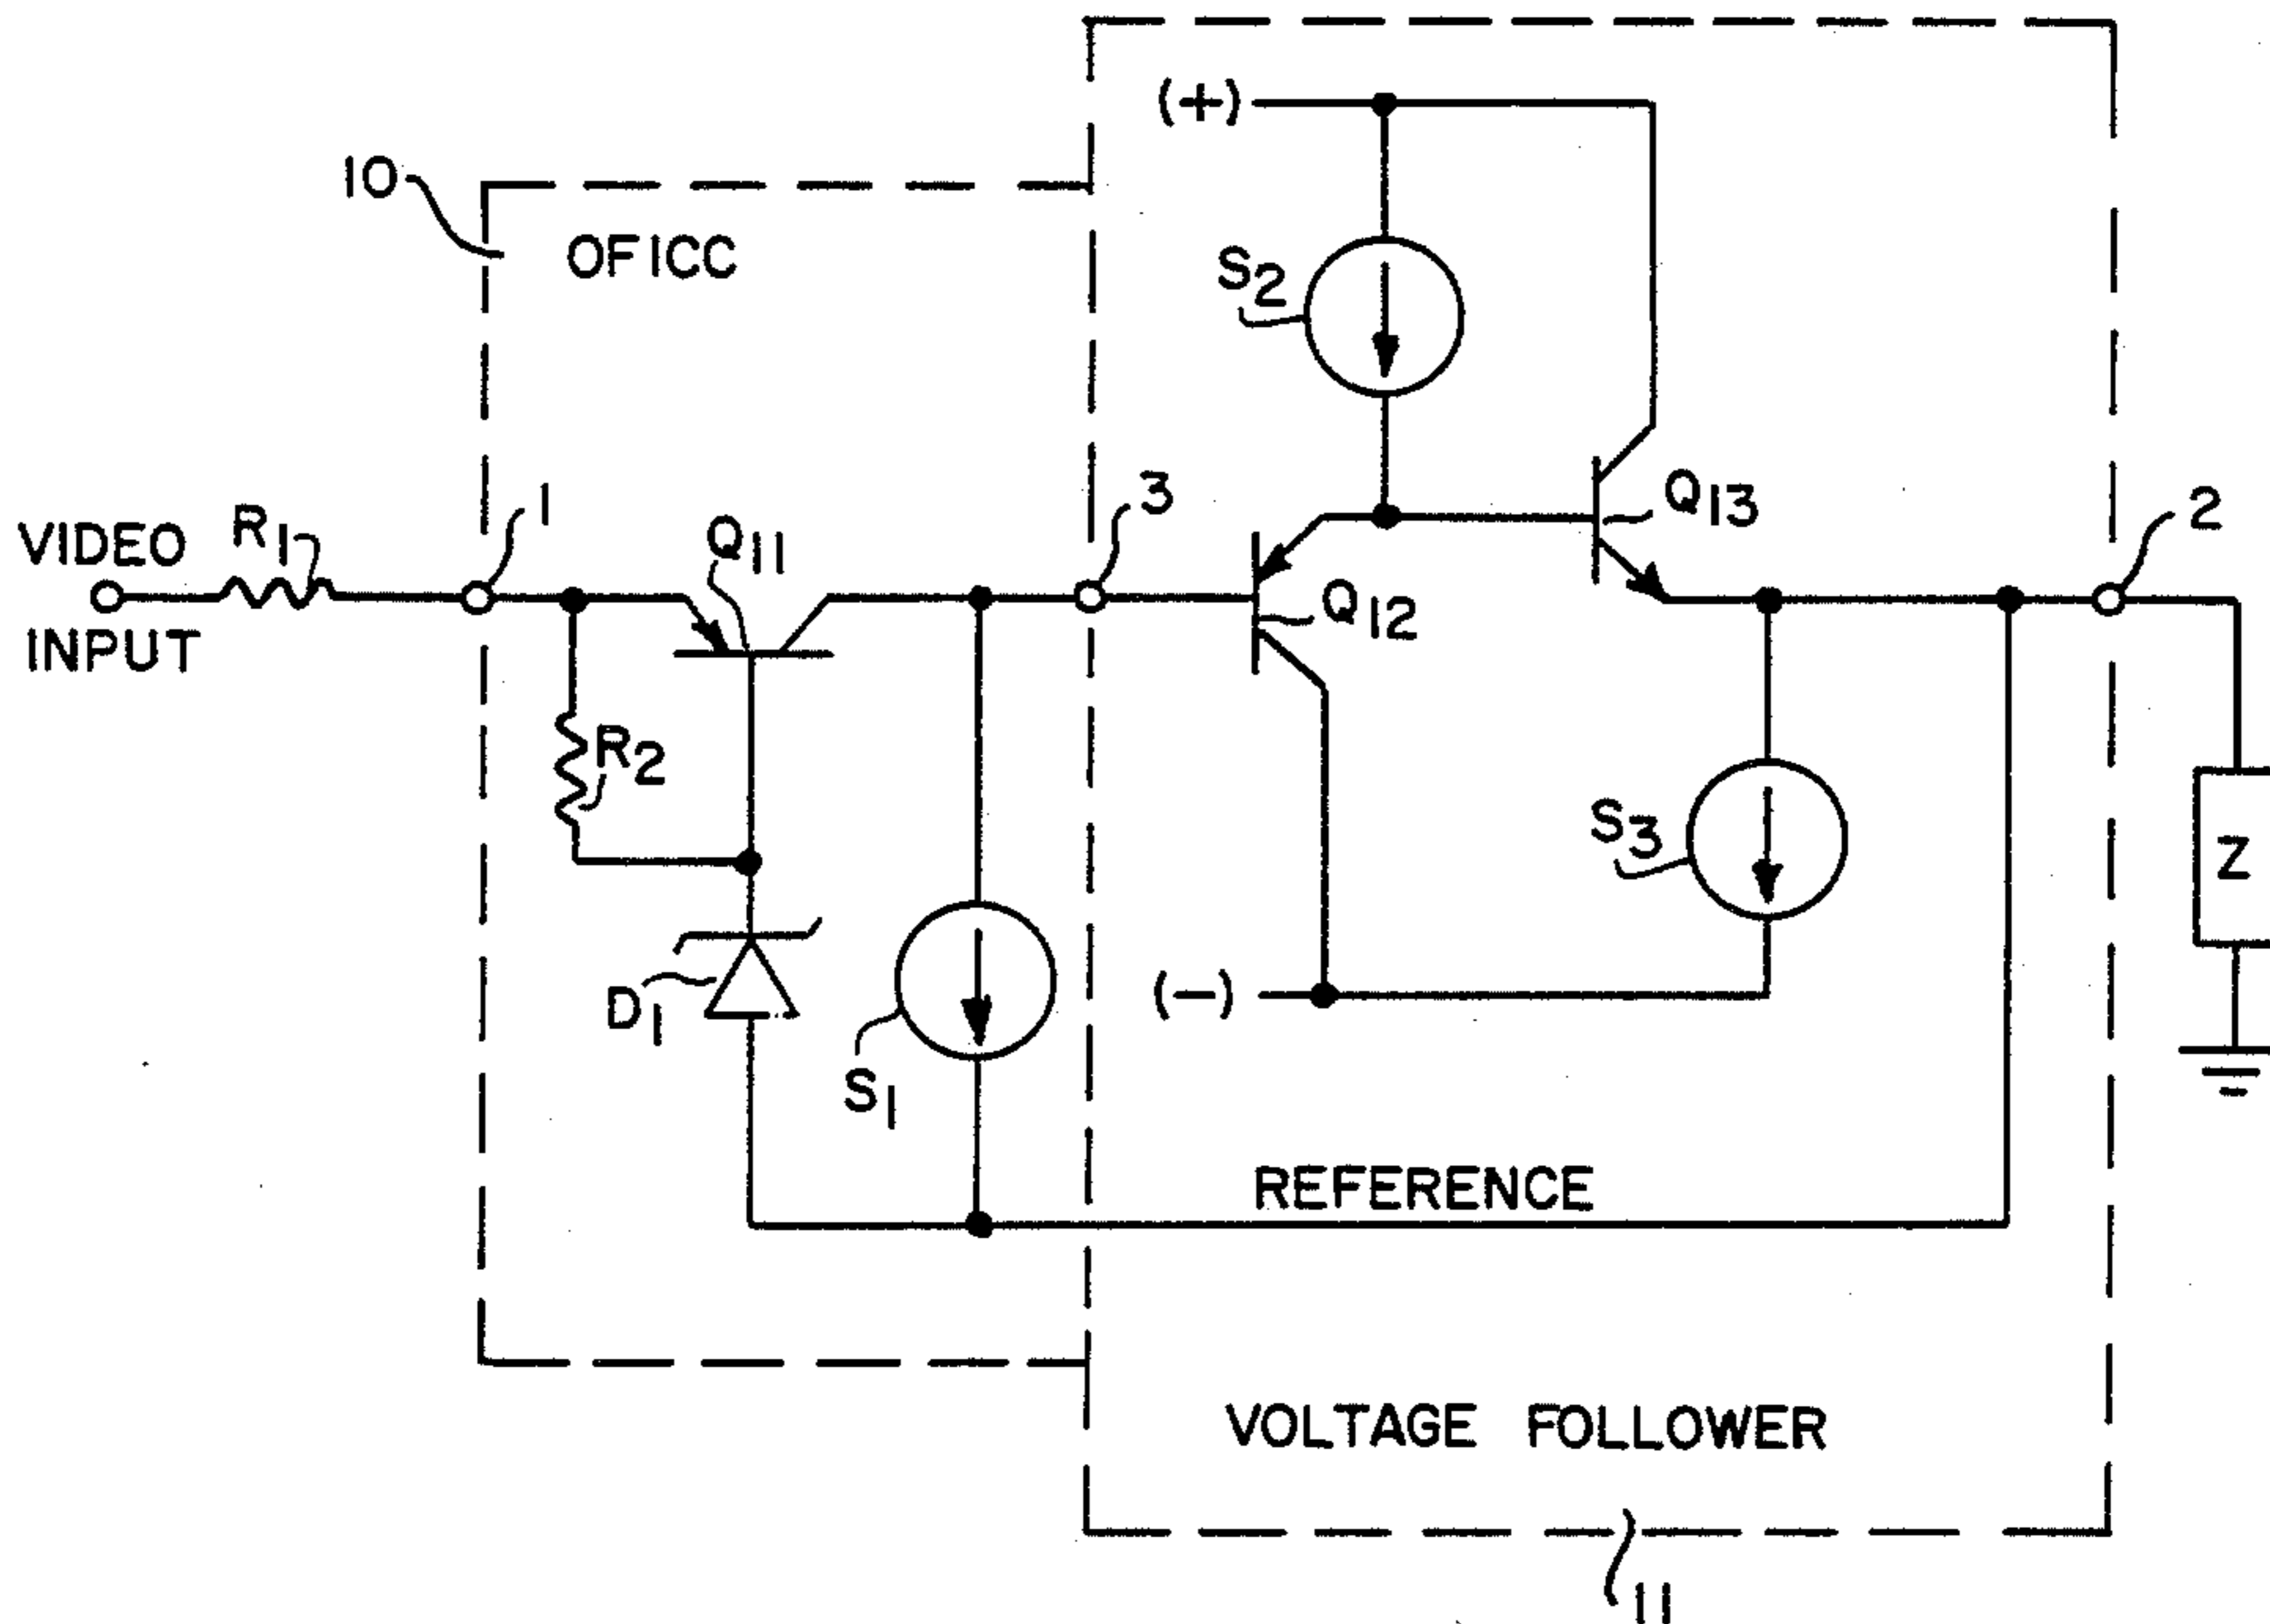 (+)
10
OFICC
S2
3
Q13
2
1
VIDEO
INPUT
R1
Q11
Q12
R2
S3
Z
D1
S1
(−)
REFERENCE
VOLTAGE FOLLOWER
11